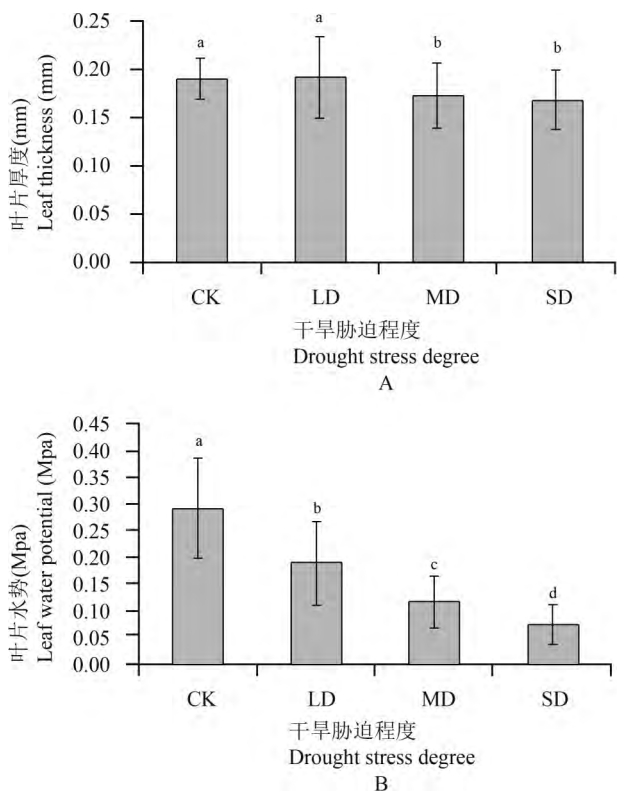 叶片厚度(mm)
Leaf thickness (mm)
0.25
0.20
0.15
0.10
0.05
0.00
a
a
b
b
CK LD MD SD
干旱胁迫程度
Drought stress degree
A
叶片水势(Mpa)
Leaf water potential (Mpa)
0.45
0.40
0.35
0.30
0.25
0.20
0.15
0.10
0.05
0.00
a
b
c
d
CK LD MD SD
干旱胁迫程度
Drought stress degree
B